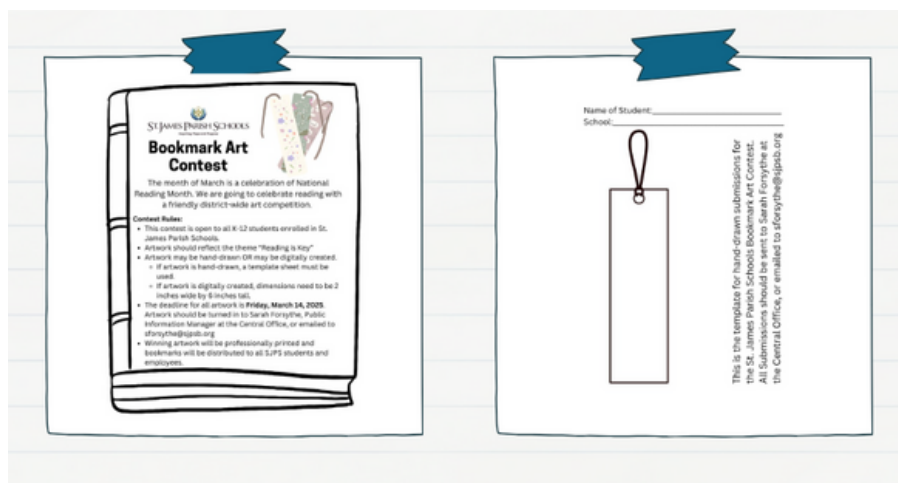 ST. JAMES PARISH SCHOOLS
Bookmark Art
Contest
The month of March is a celebration of National
Reading Month. We are going to celebrate reading with
a friendly district-wide art competition.
Contest Rules:
• This contest is open to all K-12 students enrolled in St.
James Parish Schools.
• Artwork should reflect the theme "Reading is Key"
• Artwork may be hand-drawn OR may be digitally created.
◦ If artwork is hand-drawn, a template sheet must be
used.
◦ If artwork is digitally created, dimensions need to be 2
inches wide by 6 inches tall.
• The deadline for all artwork is Friday, March 14, 2025.
Artwork should be turned in to Sarah Forsythe, Public
Information Manager at the Central Office, or emailed to
sforsythe@sjpsb.org
• Winning artwork will be professionally printed and
bookmarks will be distributed to all SJPS students and
employees.
Name of Student:
School:
This is the template for hand-drawn submissions for
the St. James Parish Schools Bookmark Art Contest.
All Submissions should be sent to Sarah Forsythe at
the Central Office, or emailed to sforsythe@sjpsb.org